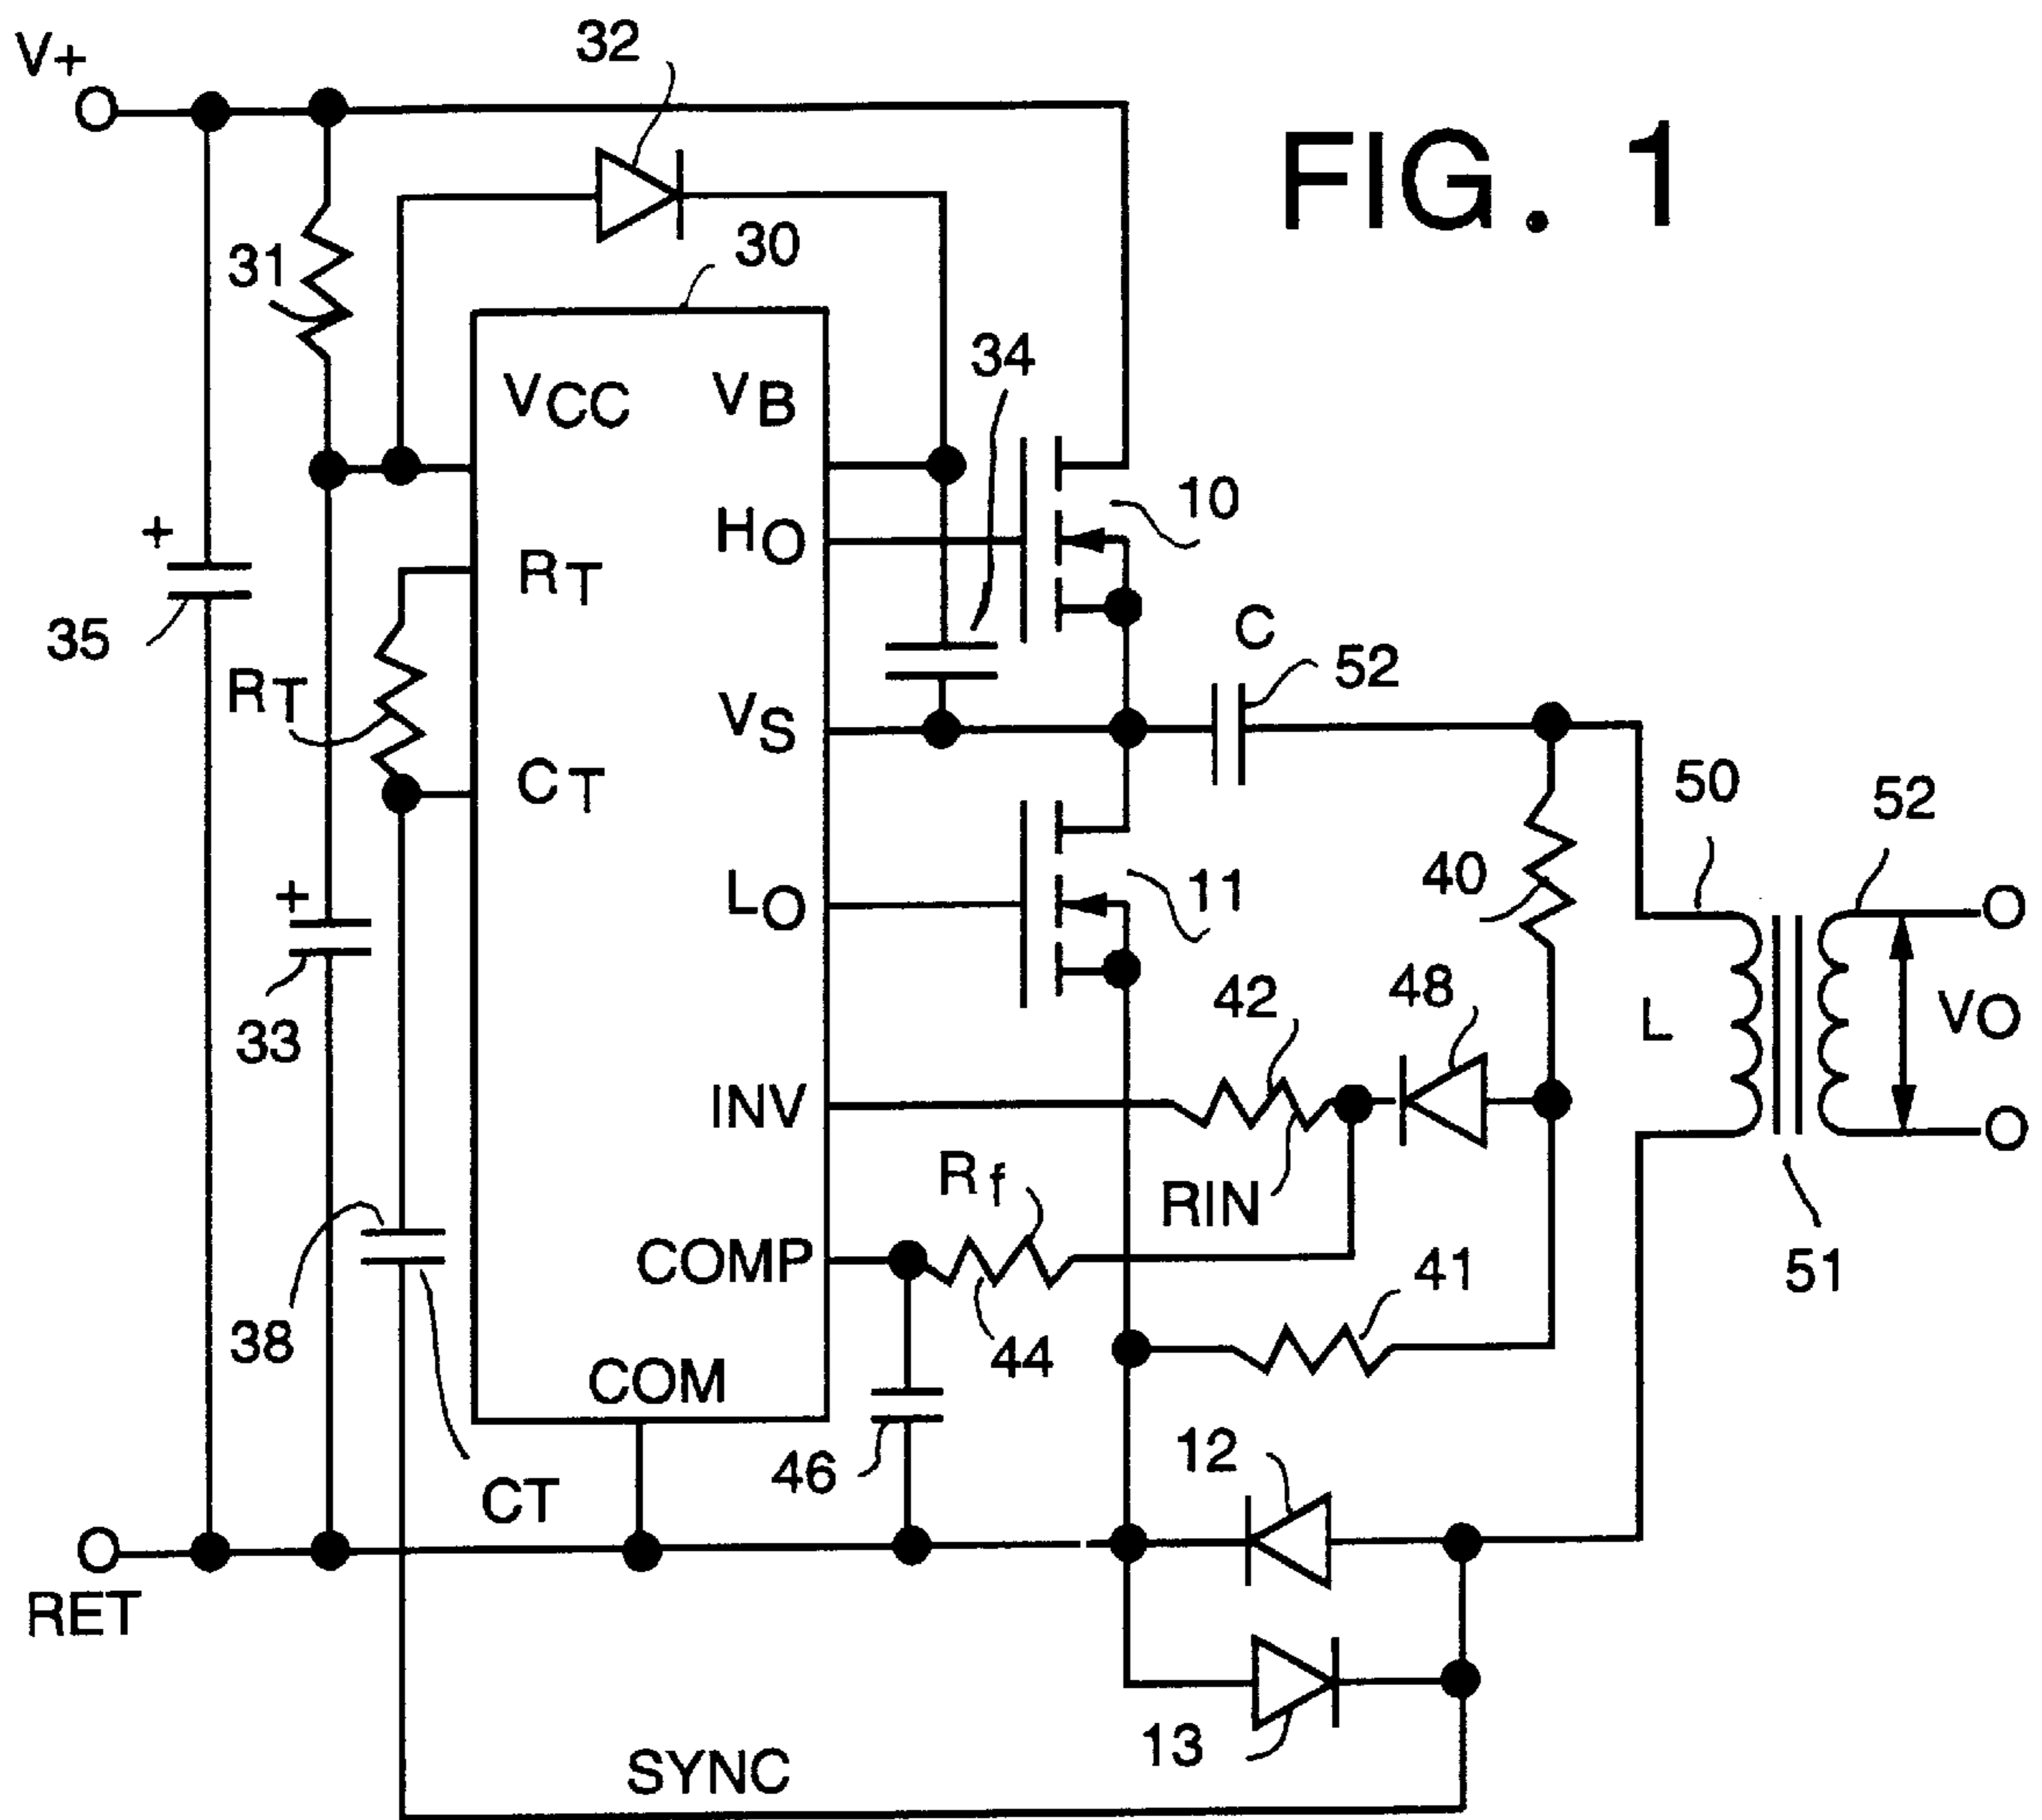 FIG. 1
V+
32
31
30
34
VCC
VB
HO
10
+
35
RT
RT
C
52
VS
CT
50
52
40
LO
11
+
33
42
48
L
VO
INV
RIN
Rf
COMP
41
51
38
44
COM
46
12
CT
RET
13
SYNC